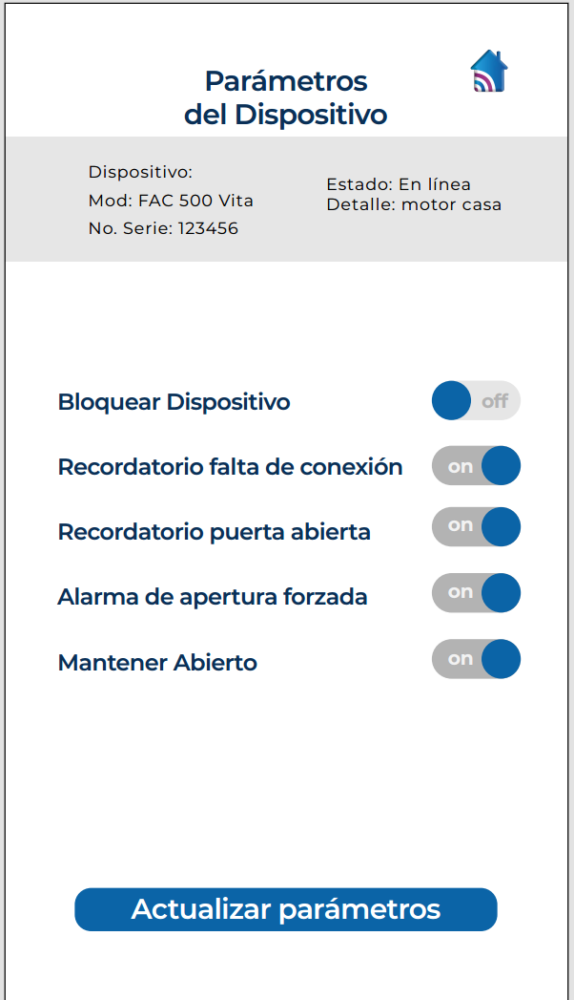 Parámetros
del Dispositivo
Dispositivo:
Mod: FAC 500 Vita
No. Serie: 123456
Estado: En línea
Detalle: motor casa
Bloquear Dispositivo
off
Recordatorio falta de conexión
on
Recordatorio puerta abierta
on
Alarma de apertura forzada
on
Mantener Abierto
on
Actualizar parámetros